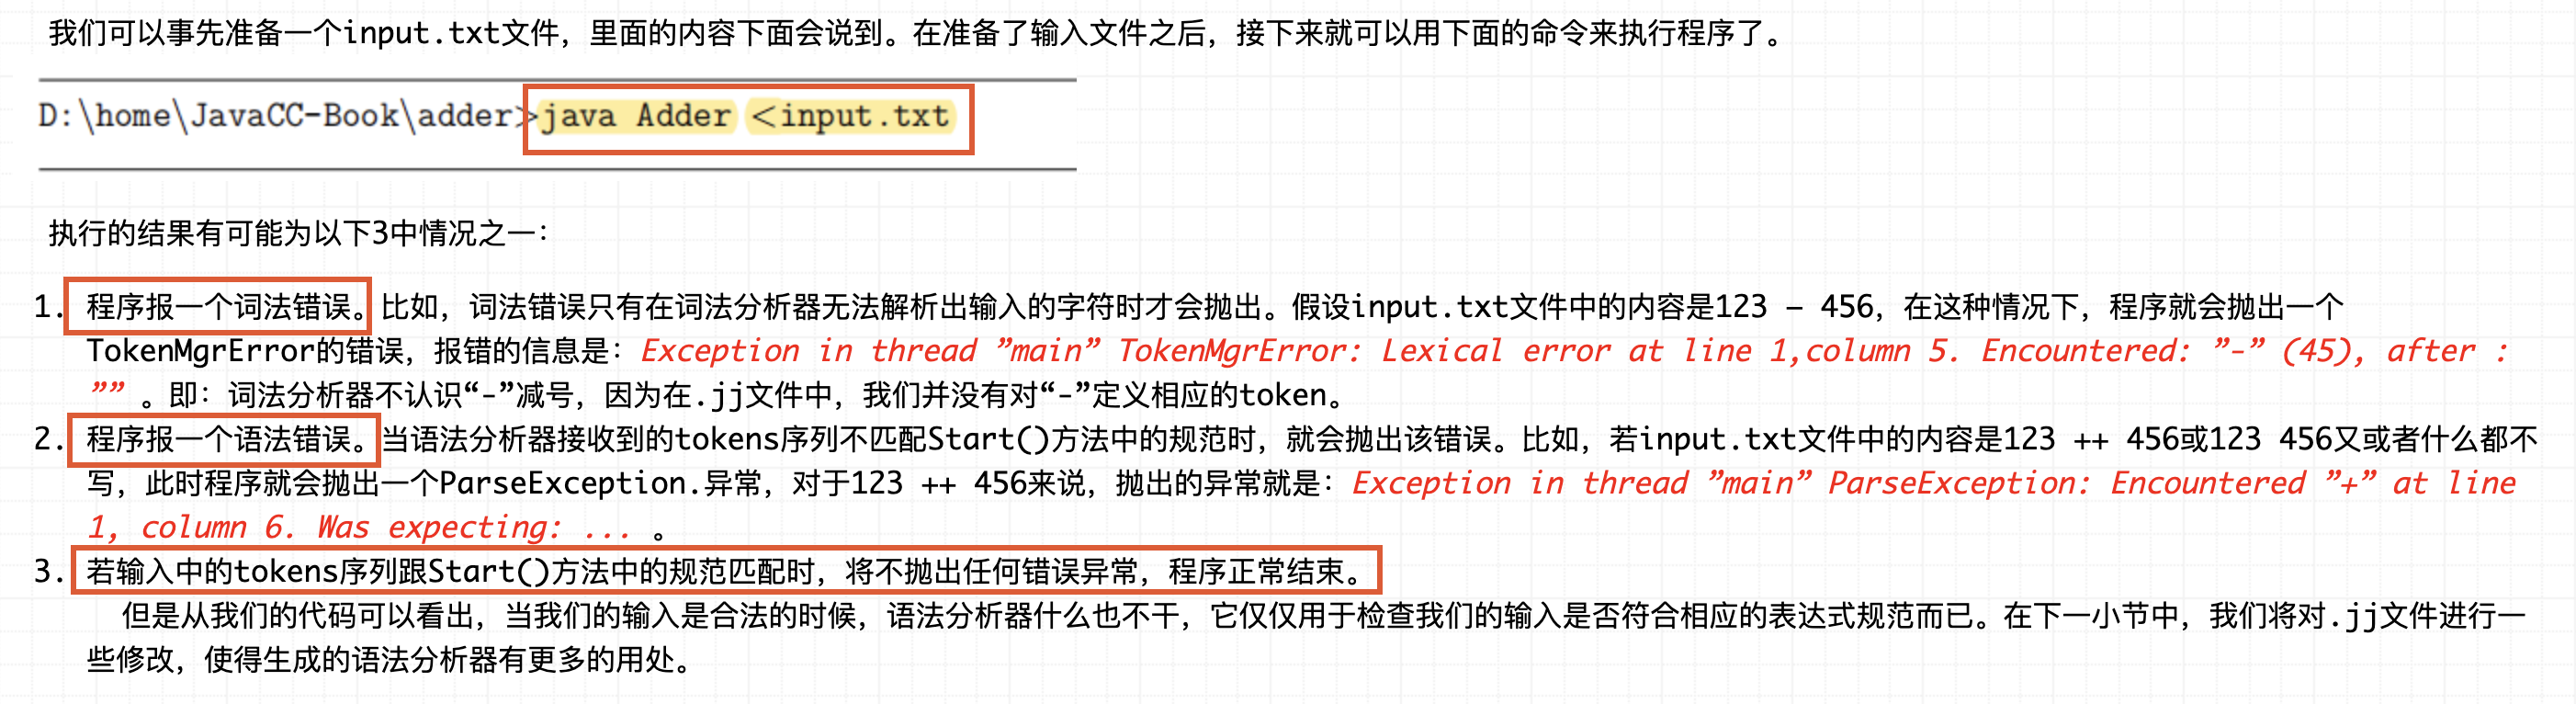 我们可以事先准备一个input.txt文件，里面的内容下面会说到。在准备了输入文件之后，接下来就可以用下面的命令来执行程序了。
D:\home\JavaCC-Book\adder>java Adder <input.txt
执行的结果有可能为以下3中情况之一：
1. 程序报一个词法错误。比如，词法错误只有在词法分析器无法解析出输入的字符时才会抛出。假设input.txt文件中的内容是123 – 456，在这种情况下，程序就会抛出一个
TokenMgrError的错误，报错的信息是：Exception in thread ”main” TokenMgrError: Lexical error at line 1,column 5. Encountered: ”-” (45), after :
”” 。即：词法分析器不认识“-”减号，因为在.jj文件中，我们并没有对“-”定义相应的token。
2. 程序报一个语法错误。当语法分析器接收到的tokens序列不匹配Start()方法中的规范时，就会抛出该错误。比如，若input.txt文件中的内容是123 ++ 456或123 456又或者什么都不
写，此时程序就会抛出一个ParseException.异常，对于123 ++ 456来说，抛出的异常就是：Exception in thread ”main” ParseException: Encountered ”+” at line
1, column 6. Was expecting: ... 。
3. 若输入中的tokens序列跟Start()方法中的规范匹配时，将不抛出任何错误异常，程序正常结束。
但是从我们的代码可以看出，当我们的输入是合法的时候，语法分析器什么也不干，它仅仅用于检查我们的输入是否符合相应的表达式规范而已。在下一小节中，我们将对.jj文件进行一
些修改，使得生成的语法分析器有更多的用处。